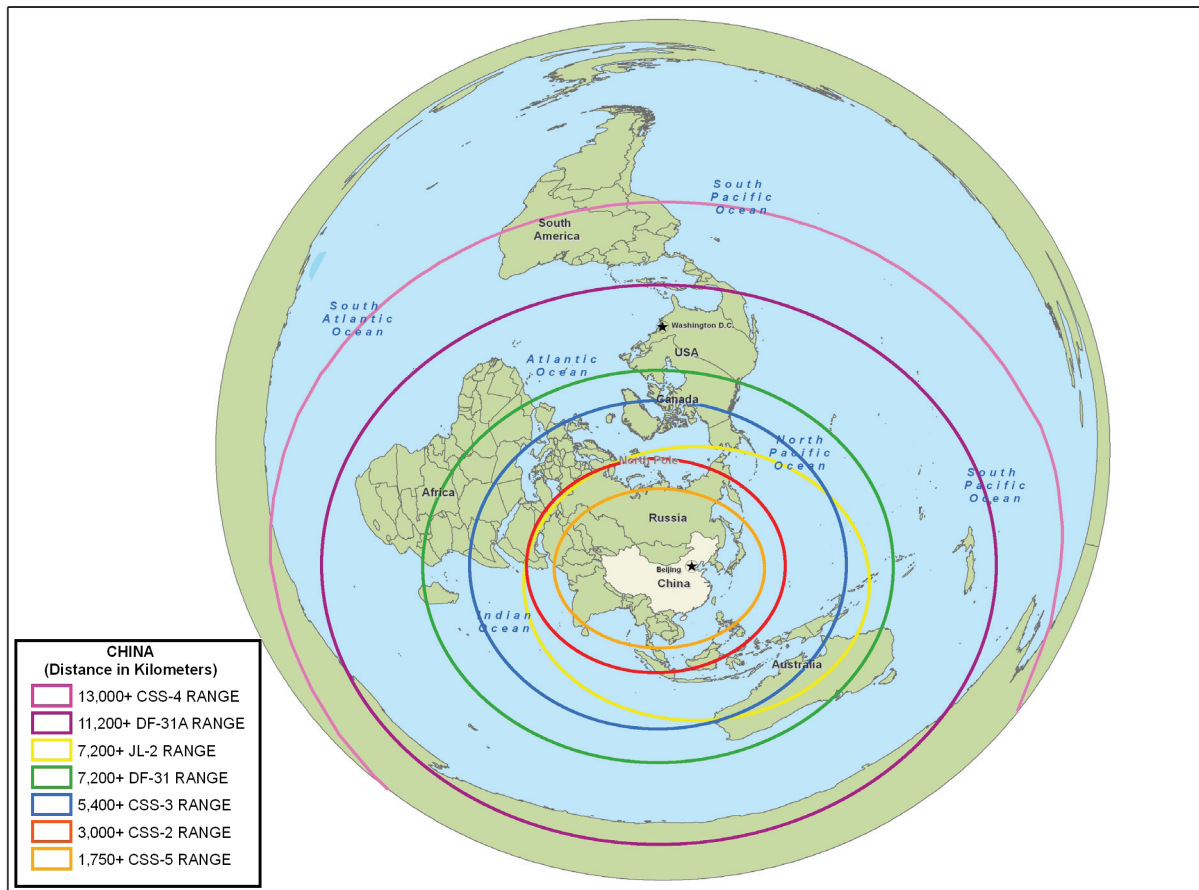 South
Pacific
Ocean
South
America
South
Atlantic
Ocean
Washington D.C.
USA
Atlantic
Ocean
Canada
North
Pacific
Ocean
North Pole
South
Pacific
Ocean
Africa
Russia
Beijing
China
Indian
Ocean
Australia
CHINA
(Distance in Kilometers)
13,000+ CSS-4 RANGE
11,200+ DF-31A RANGE
7,200+ JL-2 RANGE
7,200+ DF-31 RANGE
5,400+ CSS-3 RANGE
3,000+ CSS-2 RANGE
1,750+ CSS-5 RANGE